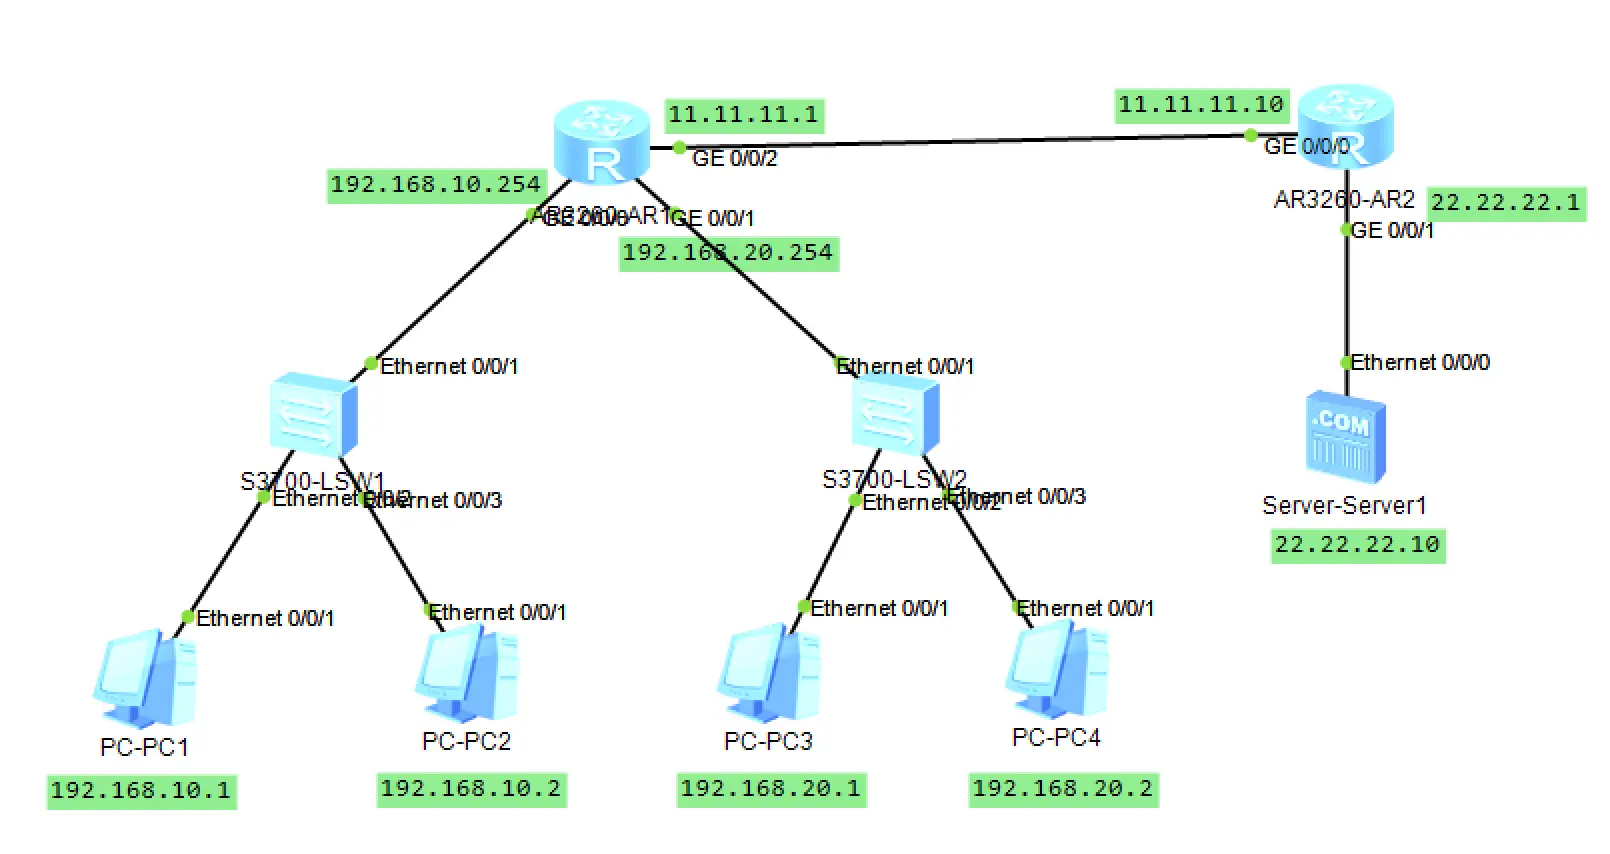 11.11.11.1
11.11.11.10
GE 0/0/2
GE 0/0/0
R
R
192.168.10.254
AR3260-AR1
GE 0/0/0
GE 0/0/1
AR3260-AR2
22.22.22.1
GE 0/0/1
192.168.20.254
Ethernet 0/0/1
Ethernet 0/0/1
Ethernet 0/0/0
.COM
S3700-LSW1
Ethernet 0/0/2
Ethernet 0/0/3
S3700-LSW2
Ethernet 0/0/2
Ethernet 0/0/3
Server-Server1
22.22.22.10
Ethernet 0/0/1
Ethernet 0/0/1
Ethernet 0/0/1
Ethernet 0/0/1
PC-PC1
PC-PC2
PC-PC3
PC-PC4
192.168.10.1
192.168.10.2
192.168.20.1
192.168.20.2